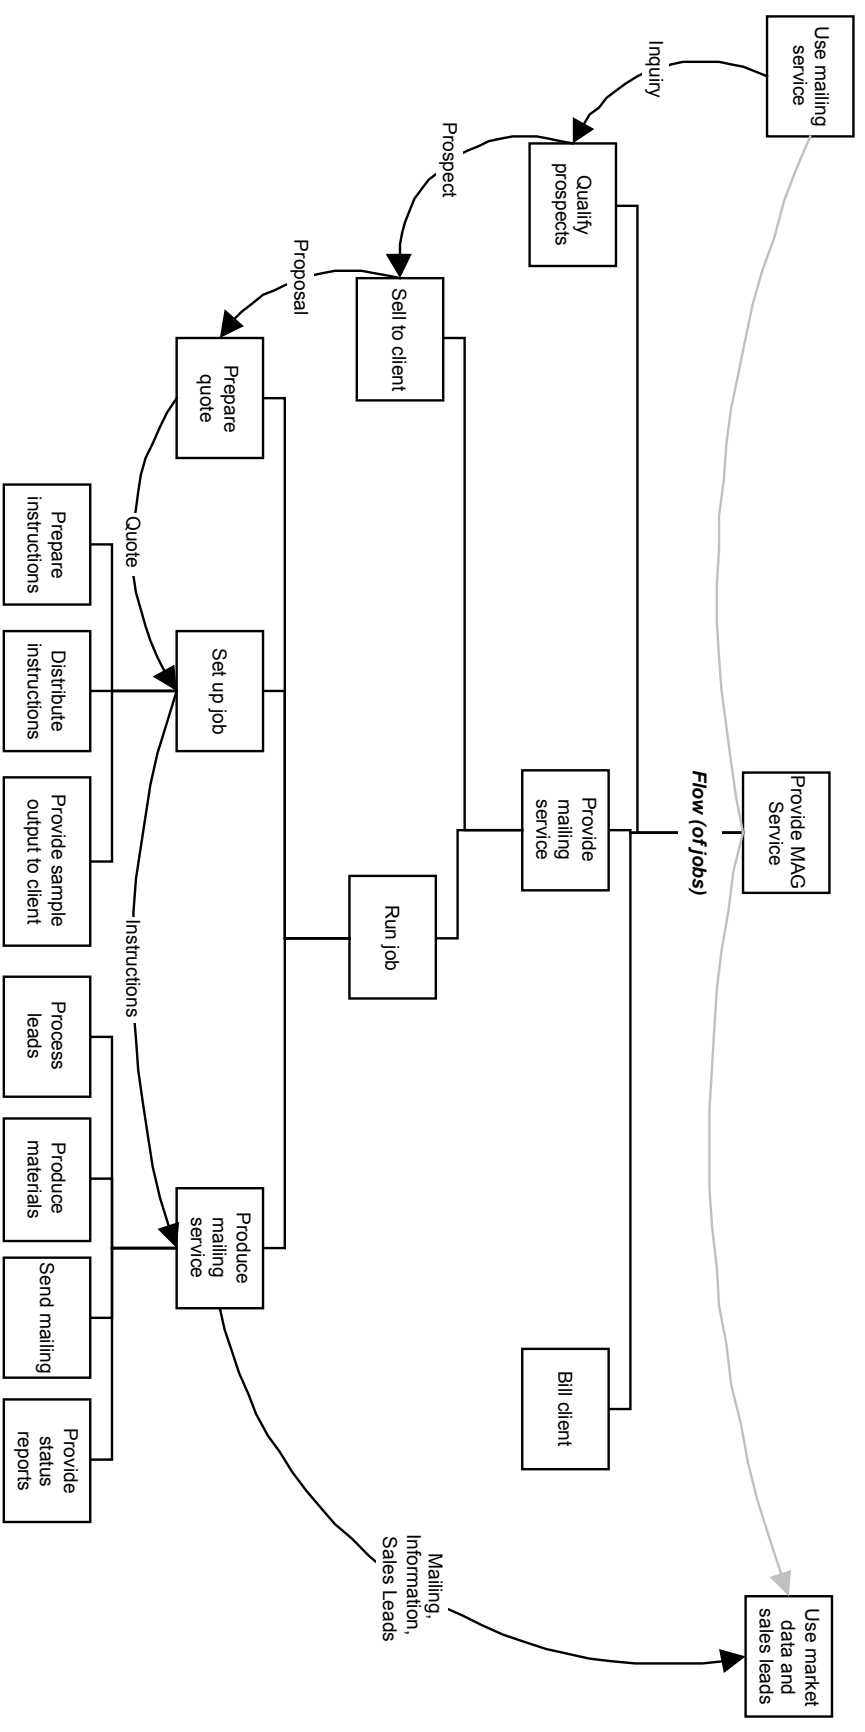 Use mailing
service
Provide MAG
Service
Use market
data and
sales leads
Inquiry
Flow (of jobs)
Qualify
prospects
Provide
mailing
service
Bill client
Prospect
Sell to client
Run job
Mailing,
Information,
Sales Leads
Proposal
Prepare
quote
Set up job
Produce
mailing
service
Quote
Instructions
Prepare
instructions
Distribute
instructions
Provide sample
output to client
Process
leads
Produce
materials
Send mailing
Provide
status
reports